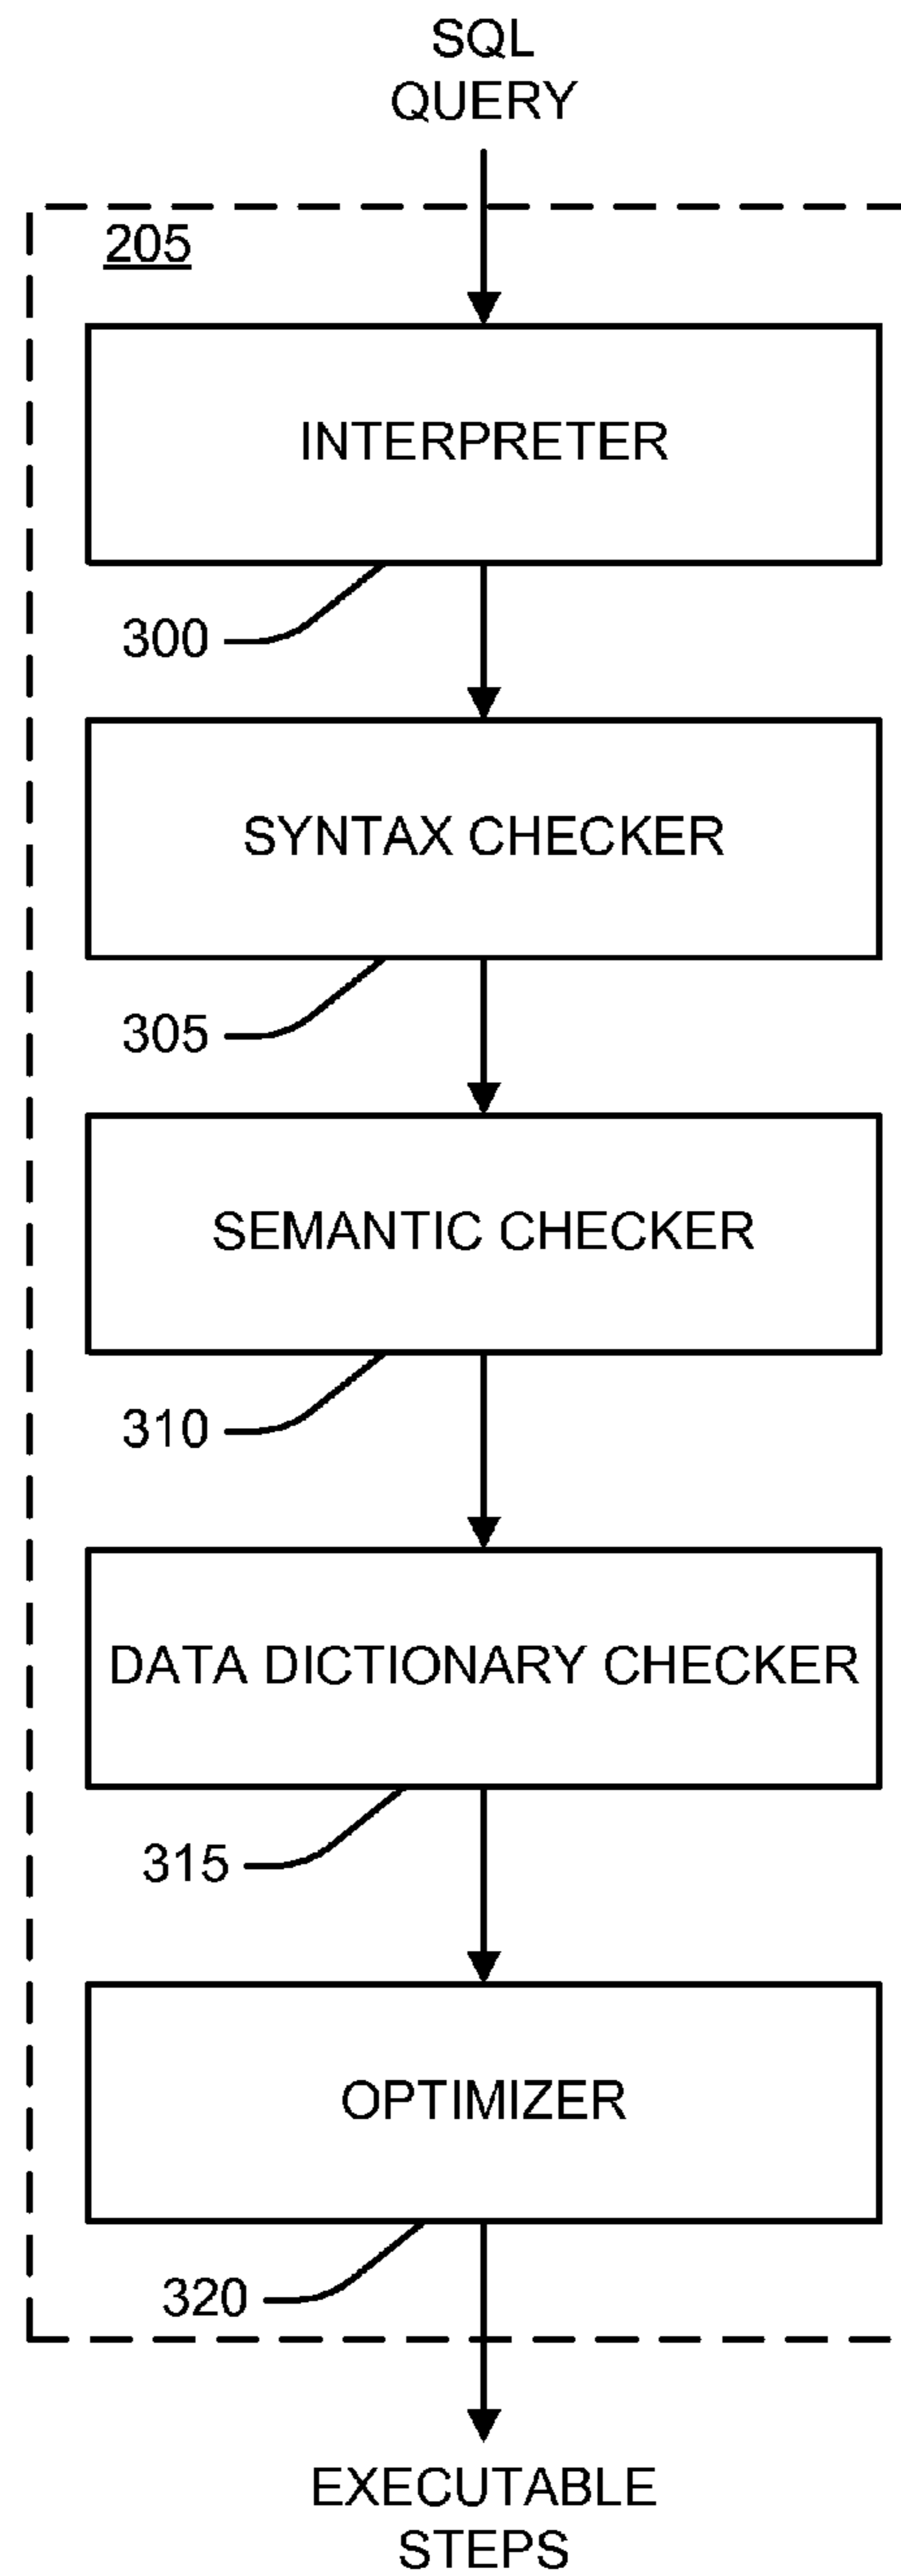 SQL
QUERY
205
INTERPRETER
300
SYNTAX CHECKER
305
SEMANTIC CHECKER
310
DATA DICTIONARY CHECKER
315
OPTIMIZER
320
EXECUTABLE
STEPS